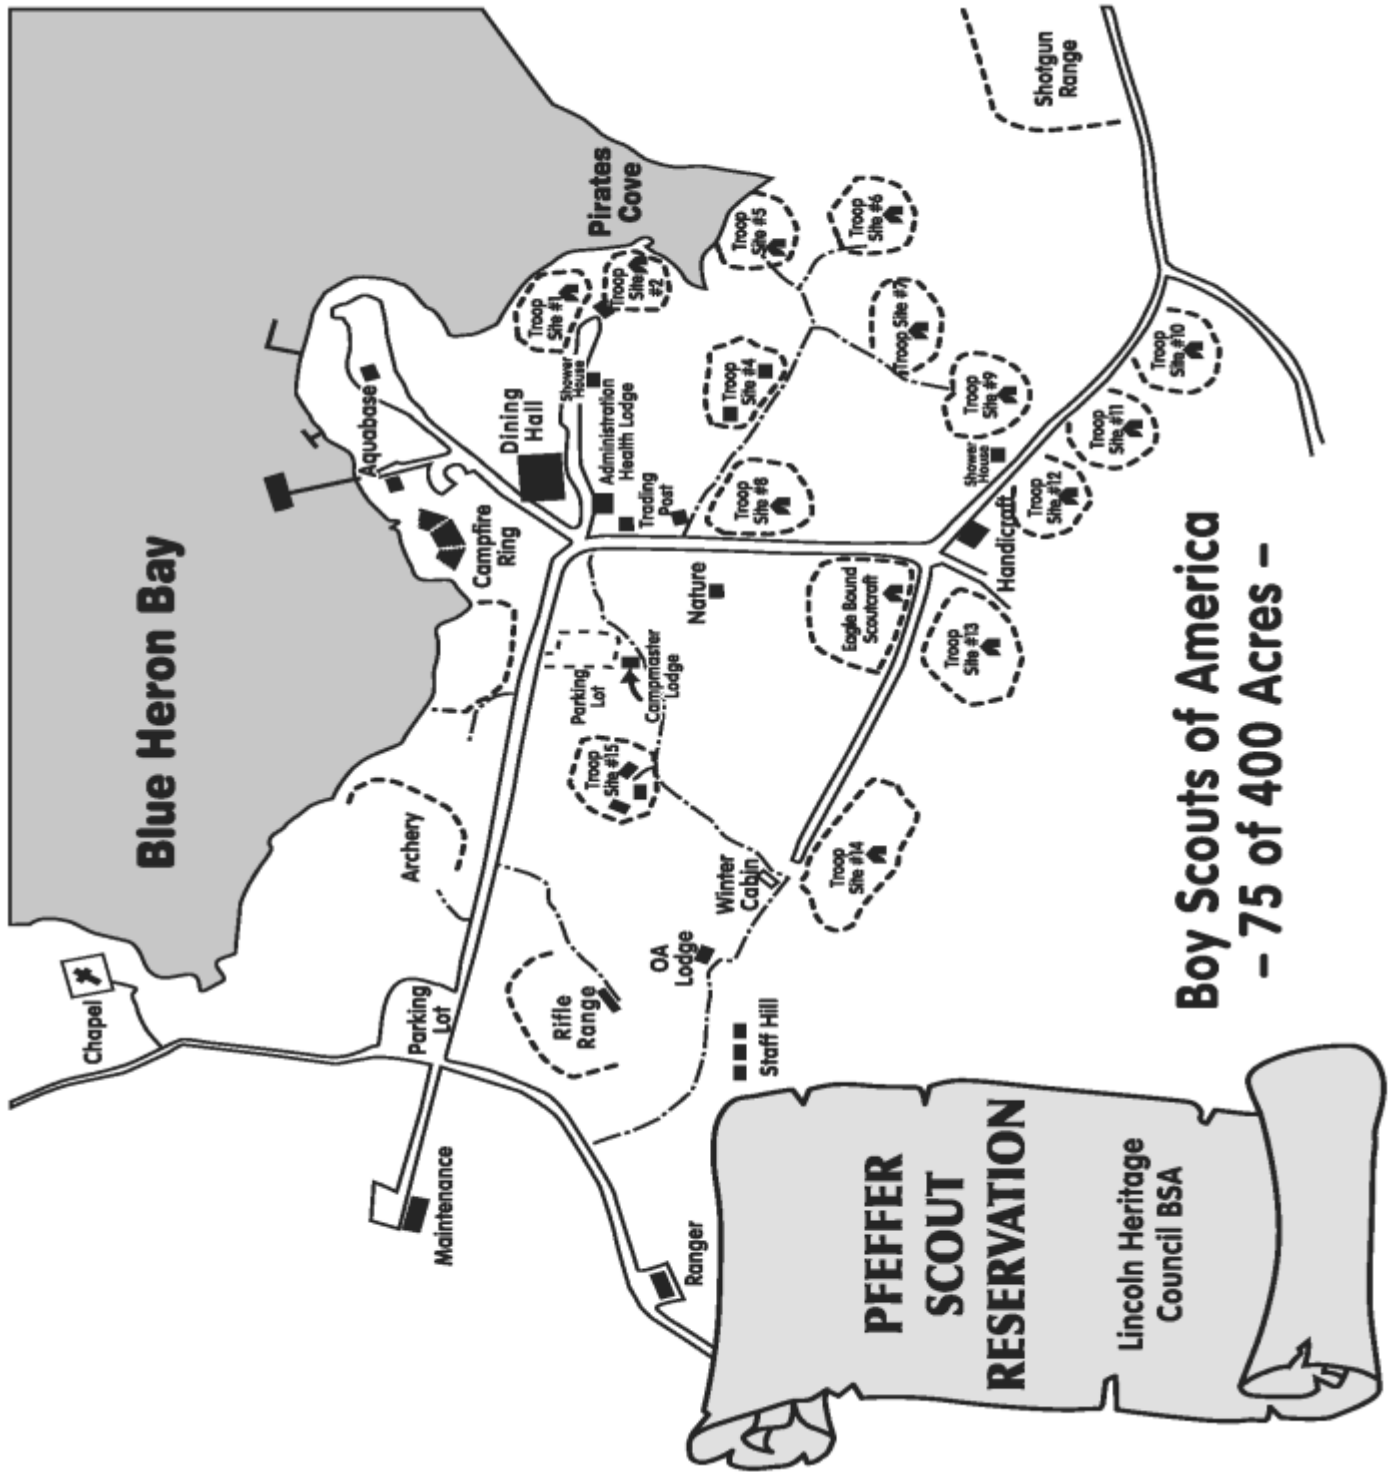 Blue Heron Bay
Chapel
Parking
Lot
Maintenance
Ranger
Archery
Rifle
Range
OA
Lodge
Staff Hill
Winter
Cabin
Troop
Site #14
Troop
Site #15
Parking
Lot
Campmaster
Lodge
Nature
Campfire
Ring
Aquabase
Dining
Hall
Shower
House
Administration
Health Lodge
Trading
Post
Troop
Site #1
Troop
Site
#2
Pirates
Cove
Troop
Site #4
Troop
Site #5
Troop
Site #6
Troop Site #7
Troop
Site #8
Troop
Site #9
Shower
House
Troop
Site #10
Troop
Site #11
Troop
Site #12
Handicraft
Troop
Site #13
Eagle Bound
Scoutcraft
Shotgun
Range
Boy Scouts of America
– 75 of 400 Acres –
PFEFFER
SCOUT
RESERVATION
Lincoln Heritage
Council BSA